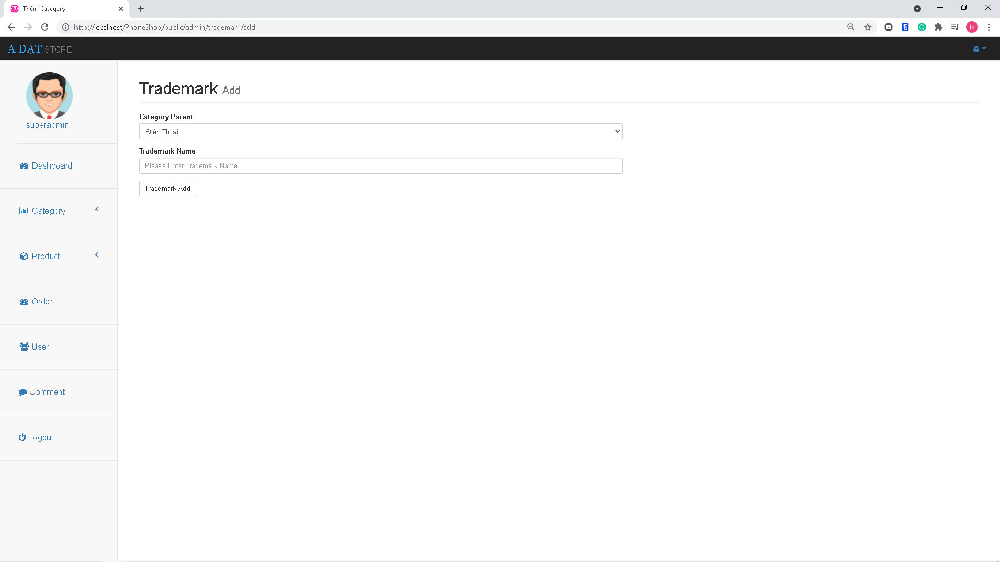 Thêm Category
http://localhost/PhoneShop/public/admin/trademark/add
H
A ĐẠT STORE
superadmin
Dashboard
Category
Product
Order
User
Comment
Logout
Trademark Add
Category Parent
Điện Thoại
Trademark Name
Please Enter Trademark Name
Trademark Add